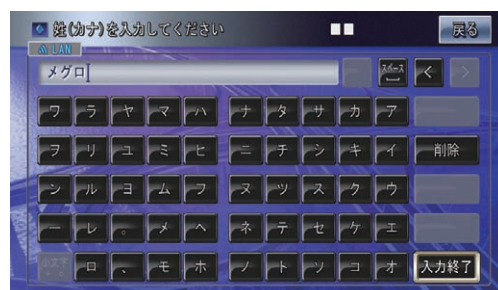 姓(カナ)を入力してください
戻る
LAN
メグロ
スペース
<
>
ワ ラ ヤ マ ハ ナ タ サ カ ア
ヲ リ ユ ミ ヒ ニ チ シ キ イ 削除
ン ル ヨ ム フ ヌ ツ ス ク ウ
ー レ 。 メ ヘ ネ テ セ ケ エ
小文字 ロ 、 モ ホ ノ ト ソ コ オ 入力終了